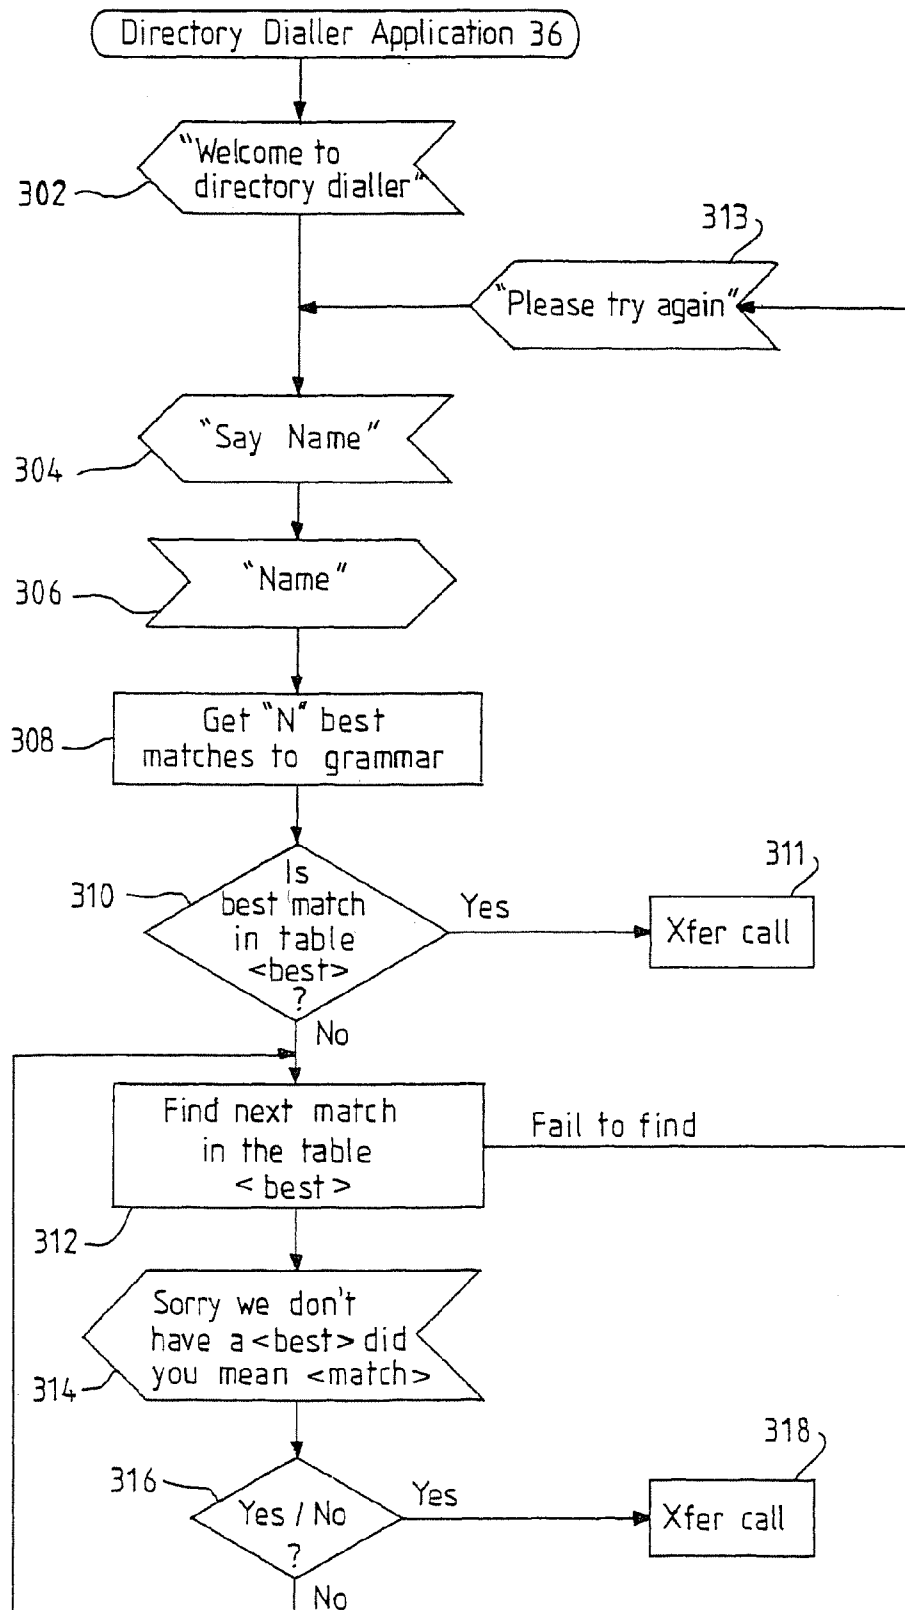 Directory Dialler Application 36
"Welcome to
directory dialler"
302
313
"Please try again"
"Say Name"
304
"Name"
306
Get "N" best
matches to grammar
308
Is
best match
in table
<best>
?
310
Yes
311
Xfer call
No
Find next match
in the table
<best>
Fail to find
312
Sorry we don't
have a <best> did
you mean <match>
314
318
316
Yes / No
?
Yes
Xfer call
No